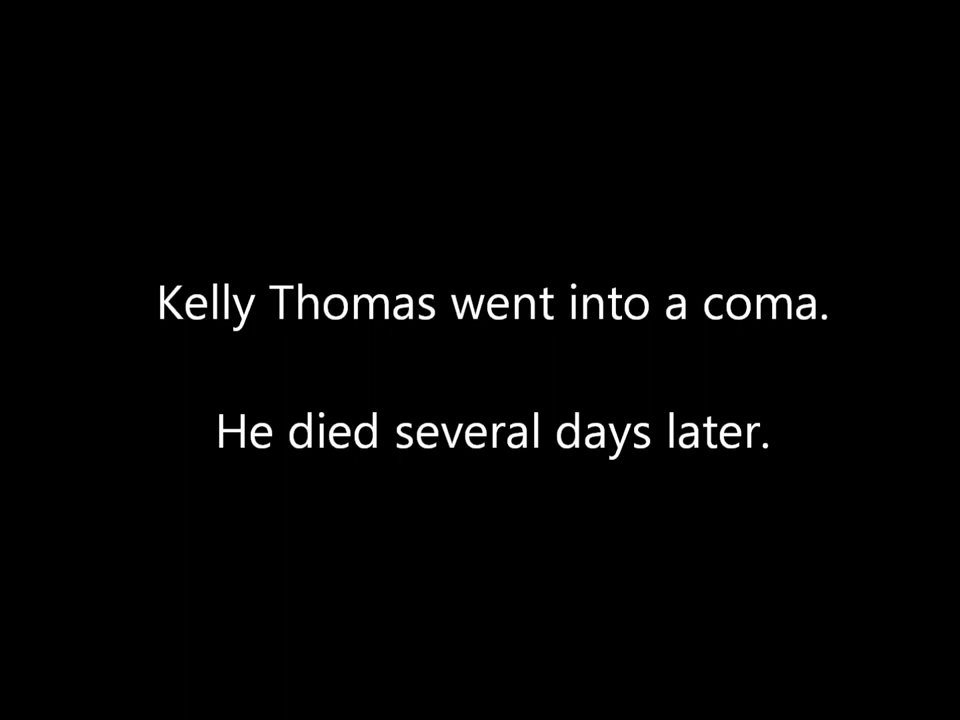 Kelly Thomas went into a coma.
He died several days later.